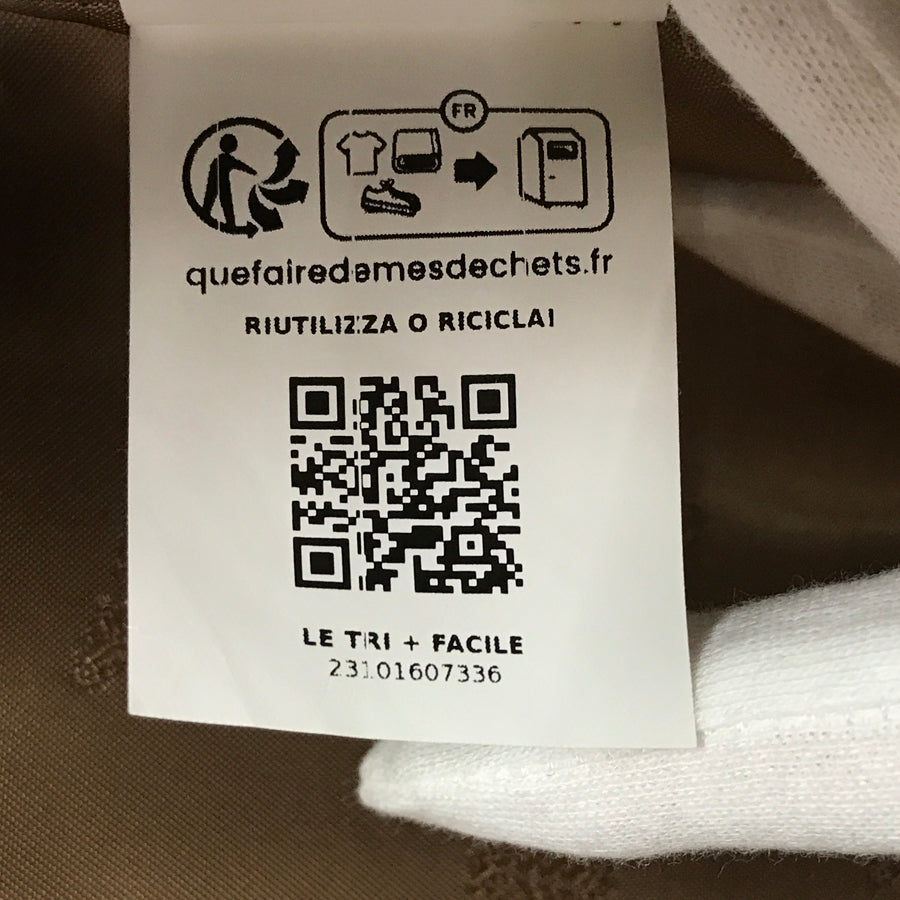 FR
quefairedemesdechets.fr
RIUTILIZZA O RICICLA!
LE TRI + FACILE
23101607336